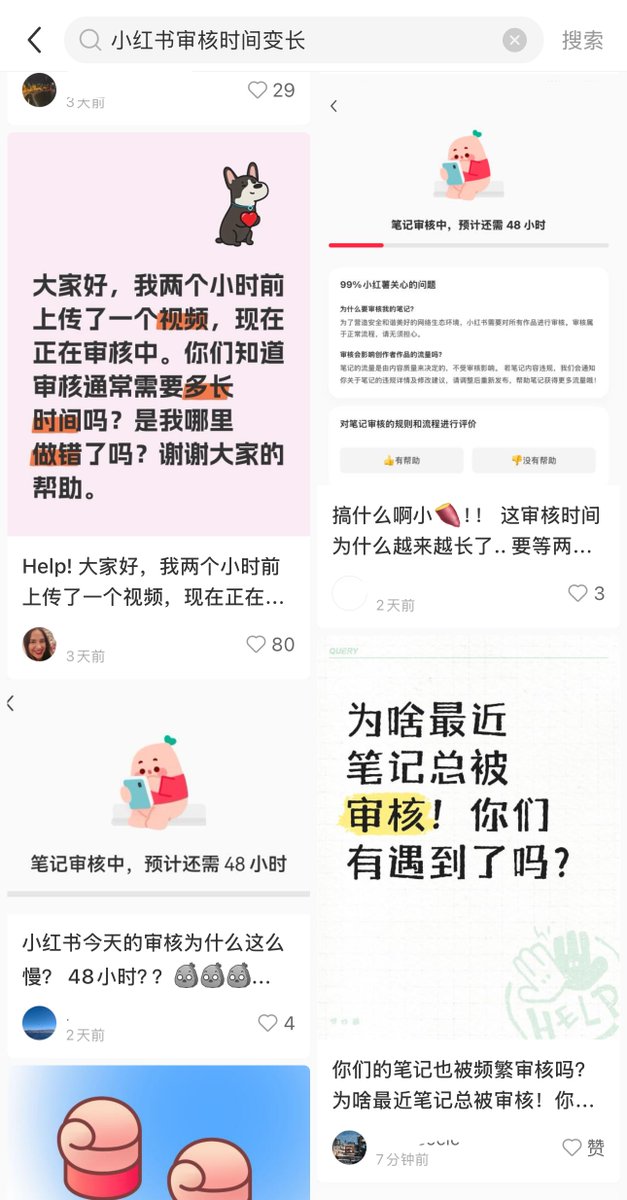 小红书审核时间变长
搜索
3天前
29
大家好，我两个小时前
上传了一个视频，现在
正在审核中。你们知道
审核通常需要多长
时间吗？是我哪里
做错了吗？谢谢大家的
帮助。
Help! 大家好，我两个小时前
上传了一个视频，现在正在…
3天前
80
笔记审核中，预计还需 48 小时
小红书今天的审核为什么这么
慢？ 48小时？？🗿🗿🗿...
2天前
4
笔记审核中，预计还需 48 小时
99%小红薯关心的问题
为什么要审核我的笔记？
为了营造安全和谐美好的网络生态环境，小红书需要对所有作品进行审核，审核属
于正常流程，请无须担心。
审核会影响创作者作品的流量吗？
笔记的流量是由内容质量来决定的，不受审核影响。 若笔记内容违规，我们会通知
你关于笔记的违规详情及修改建议，请调整后重新发布，帮助笔记获得更多流量哦！
对笔记审核的规则和流程进行评价
👍有帮助
👎没有帮助
搞什么啊小🍠！！ 这审核时间
为什么越来越长了.. 要等两…
2天前
3
QUERY
为啥最近
笔记总被
审核！你们
有遇到了吗？
HELP
你们的笔记也被频繁审核吗？
为啥最近笔记总被审核！你…
7分钟前
赞